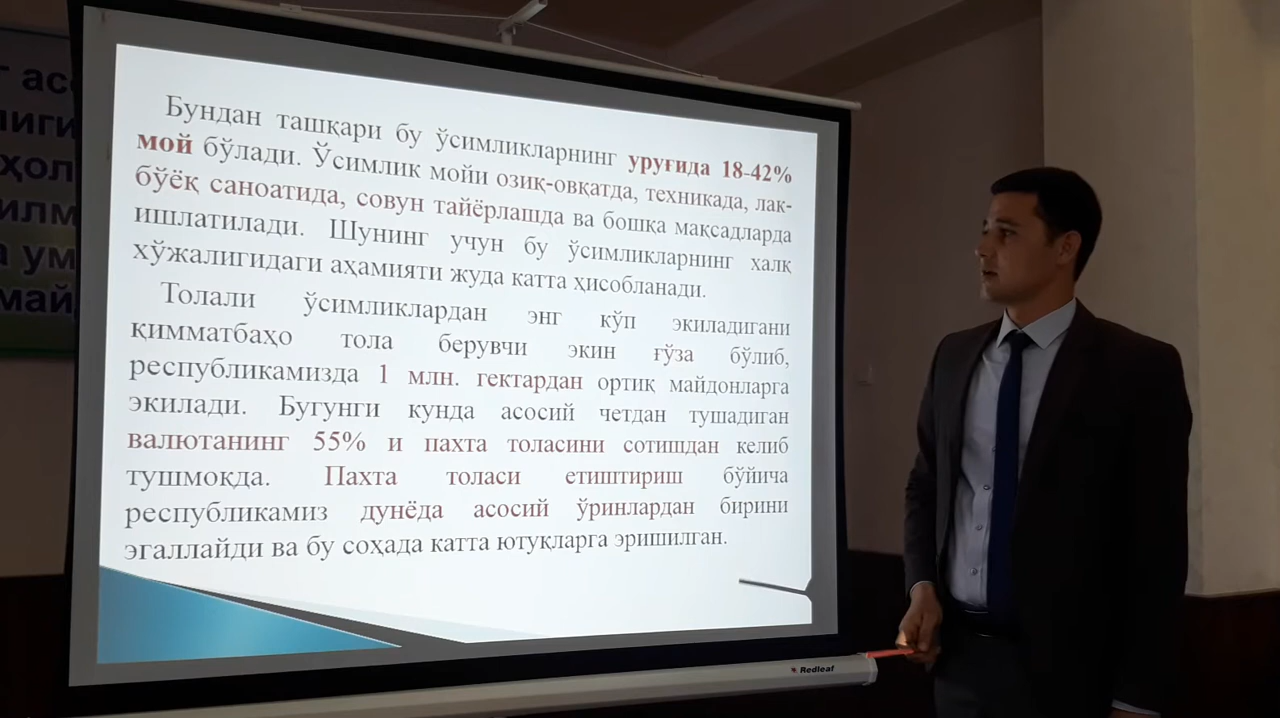 Бундан ташқари бу ўсимликларнинг уруғида 18-42%
мой бўлади. Ўсимлик мойи озиқ-овқатда, техникада, лак-
бўёқ саноатида, совун тайёрлашда ва бошқа мақсадларда
ишлатилади. Шунинг учун бу ўсимликларнинг халқ
хўжалигидаги аҳамияти жуда катта ҳисобланади.
Толали ўсимликлардан энг кўп экиладигани
қимматбаҳо тола берувчи экин ғўза бўлиб,
республикамизда 1 млн. гектардан ортиқ майдонларга
экилади. Бугунги кунда асосий четдан тушадиган
валютанинг 55% и пахта толасини сотишдан келиб
тушмоқда. Пахта толаси етиштириш бўйича
республикамиз дунёда асосий ўринлардан бирини
эгаллайди ва бу соҳада катта ютуқларга эришилган.
Redleaf